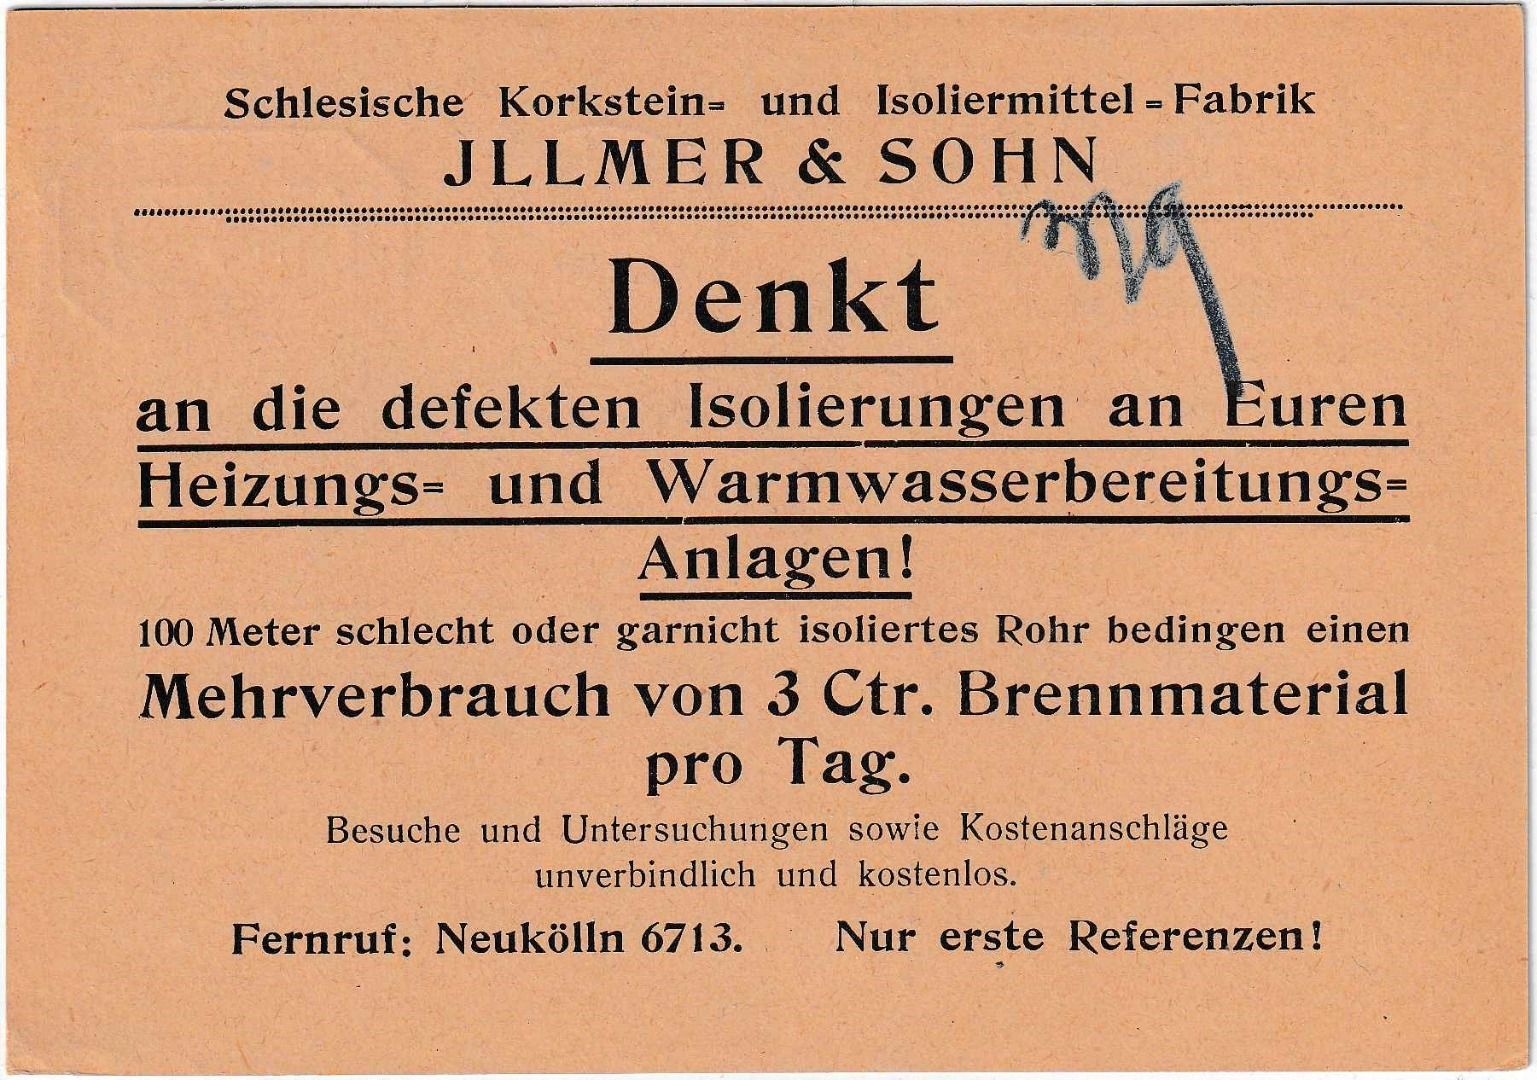 Schlesische Korkstein= und Isoliermittel=Fabrik
JLLMER & SOHN
Denkt
an die defekten Isolierungen an Euren
Heizungs= und Warmwasserbereitungs=
Anlagen!
100 Meter schlecht oder garnicht isoliertes Rohr bedingen einen
Mehrverbrauch von 3 Ctr. Brennmaterial
pro Tag.
Besuche und Untersuchungen sowie Kostenanschläge
unverbindlich und kostenlos.
Fernruf: Neukölln 6713. Nur erste Referenzen!